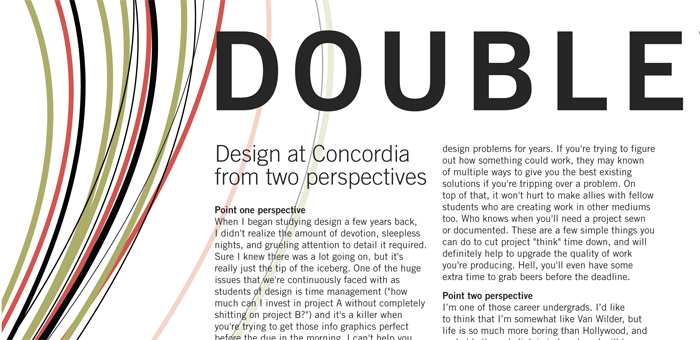 DOUBLE
Design at Concordia
from two perspectives
Point one perspective
When I began studying design a few years back,
I didn't realize the amount of devotion, sleepless
nights, and grueling attention to detail it required.
Sure I knew there was a lot going on, but it's
really just the tip of the iceberg. One of the huge
issues that we're continuously faced with as
students of design is time management ("how
much can I invest in project A without completely
shitting on project B?") and it's a killer when
you're trying to get those info graphics perfect
before the due in the morning. I can't help you
design problems for years. If you're trying to figure
out how something could work, they may known
of multiple ways to give you the best existing
solutions if you're tripping over a problem. On
top of that, it won't hurt to make allies with fellow
students who are creating work in other mediums
too. Who knows when you'll need a project sewn
or documented. These are a few simple things you
can do to cut project "think" time down, and will
definitely help to upgrade the quality of work
you're producing. Hell, you'll even have some
extra time to grab beers before the deadline.
Point two perspective
I'm one of those career undergrads. I'd like
to think that I'm somewhat like Van Wilder, but
life is so much more boring than Hollywood, and